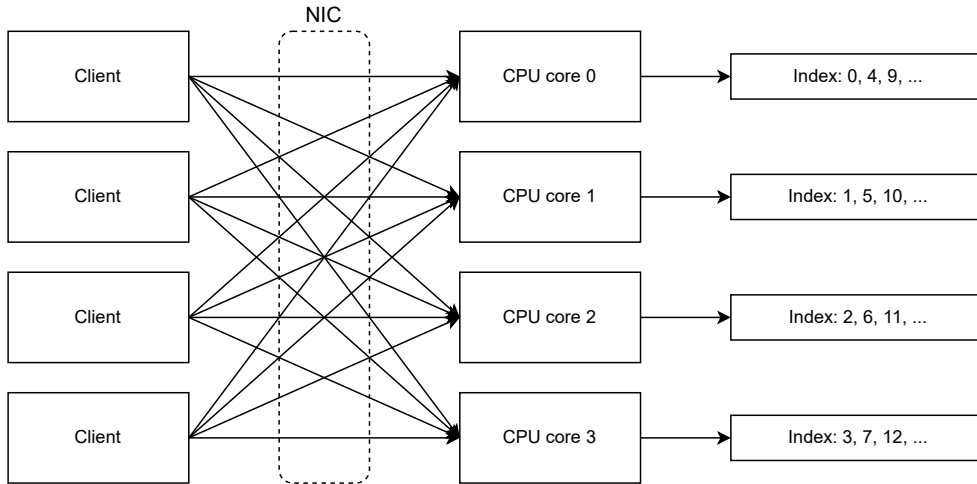 NIC
Client
CPU core 0
Index: 0, 4, 9, ...
Client
CPU core 1
Index: 1, 5, 10, ...
Client
CPU core 2
Index: 2, 6, 11, ...
Client
CPU core 3
Index: 3, 7, 12, ...